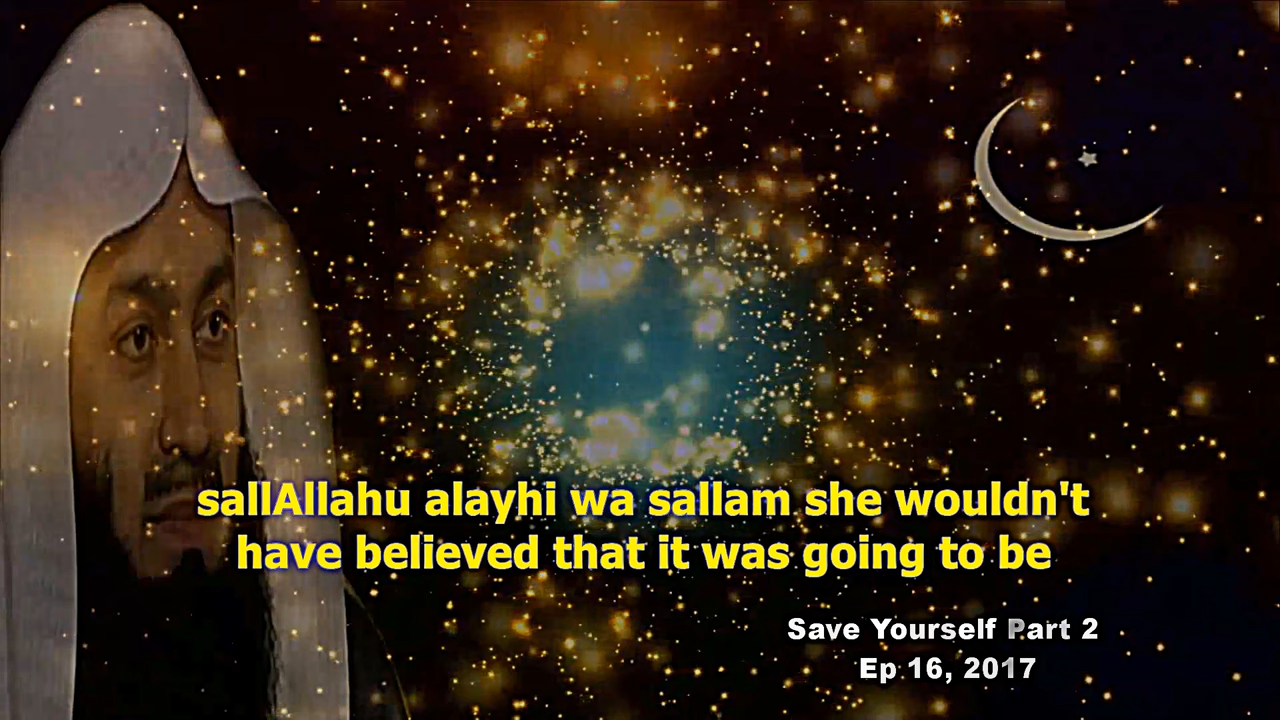 sallAllahu alayhi wa sallam she wouldn't
have believed that it was going to be
Save Yourself Part 2
Ep 16, 2017